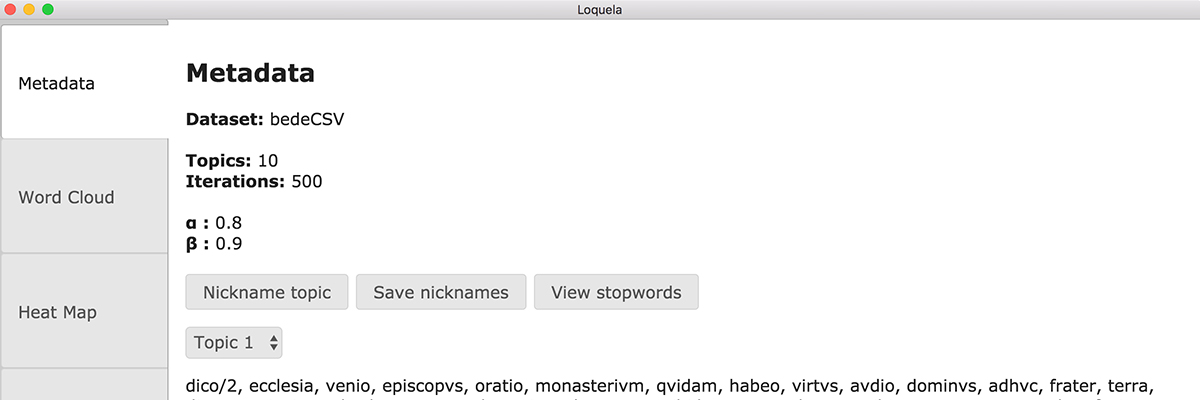 Loquela
Metadata
Word Cloud
Heat Map
Metadata
Dataset: bedeCSV
Topics: 10
Iterations: 500
α : 0.8
β : 0.9
Nickname topic
Save nicknames
View stopwords
Topic 1
dico/2, ecclesia, venio, episcopvs, oratio, monasterivm, qvidam, habeo, virtvs, avdio, dominvs, adhvc, frater, terra,